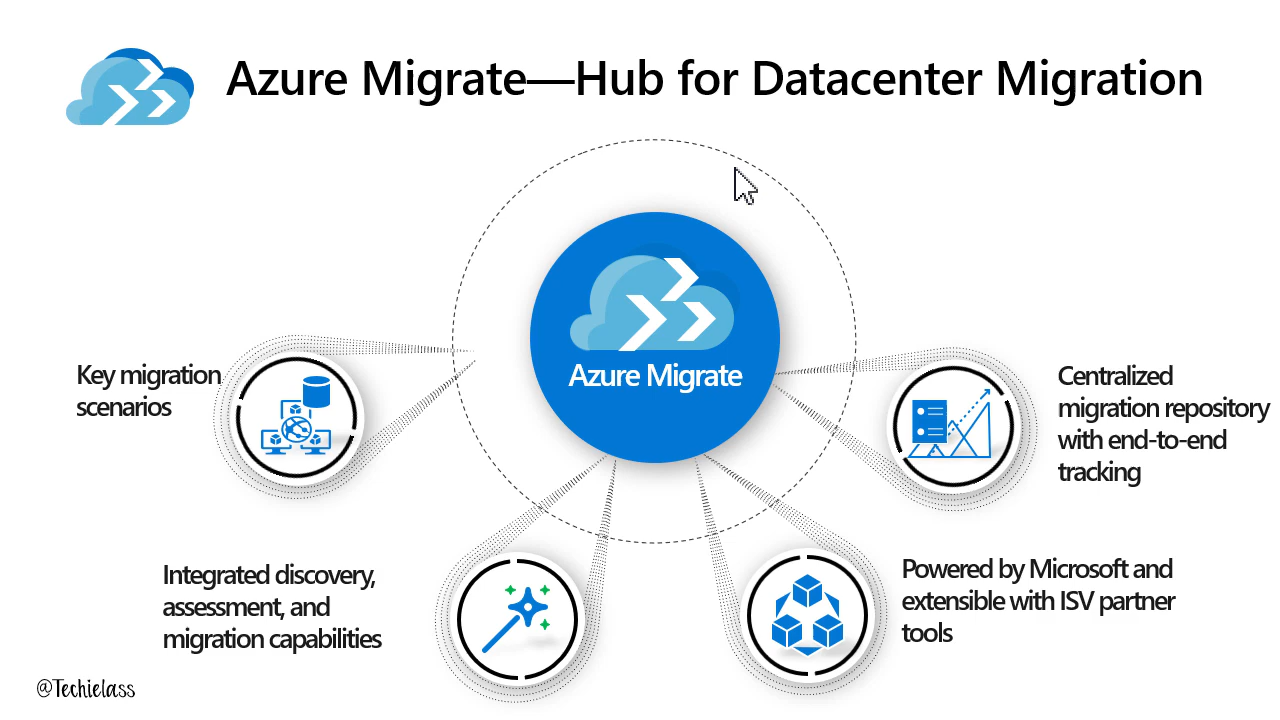 Azure Migrate—Hub for Datacenter Migration
Azure Migrate
Key migration
scenarios
Centralized
migration repository
with end-to-end
tracking
Integrated discovery,
assessment, and
migration capabilities
Powered by Microsoft and
extensible with ISV partner
tools
@Techielass